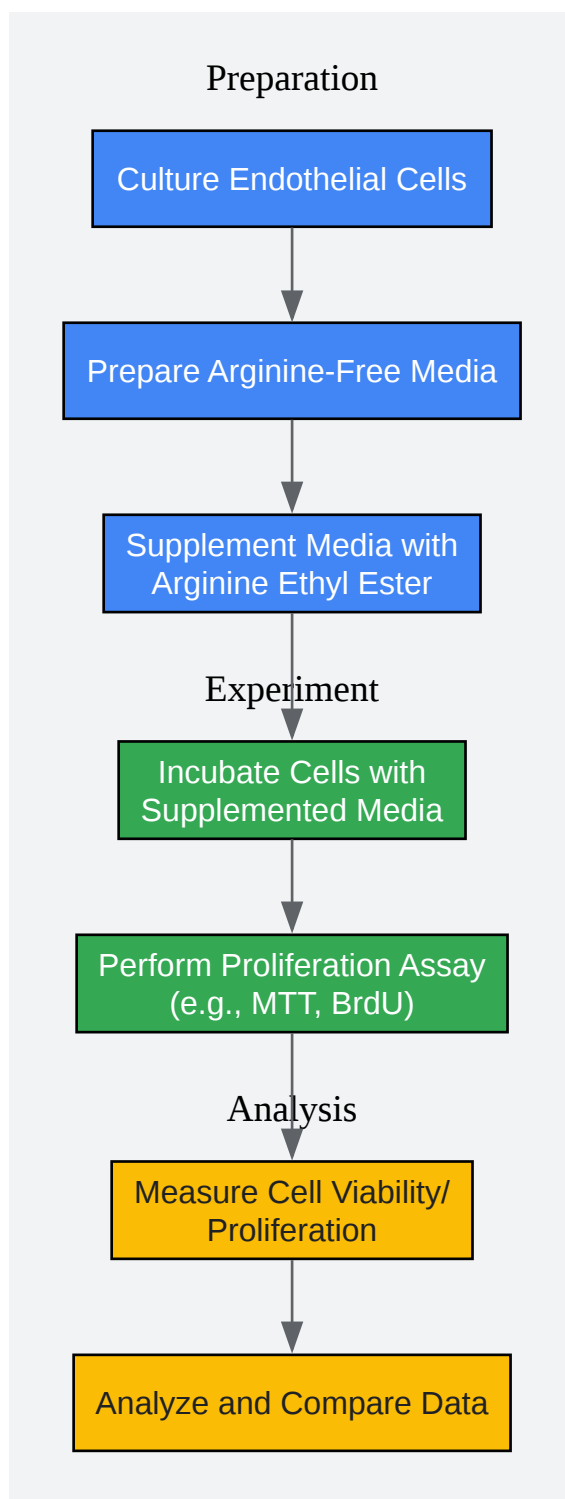 Preparation
Culture Endothelial Cells
Prepare Arginine-Free Media
Supplement Media with
Arginine Ethyl Ester
Experiment
Incubate Cells with
Supplemented Media
Perform Proliferation Assay
(e.g., MTT, BrdU)
Analysis
Measure Cell Viability/
Proliferation
Analyze and Compare Data